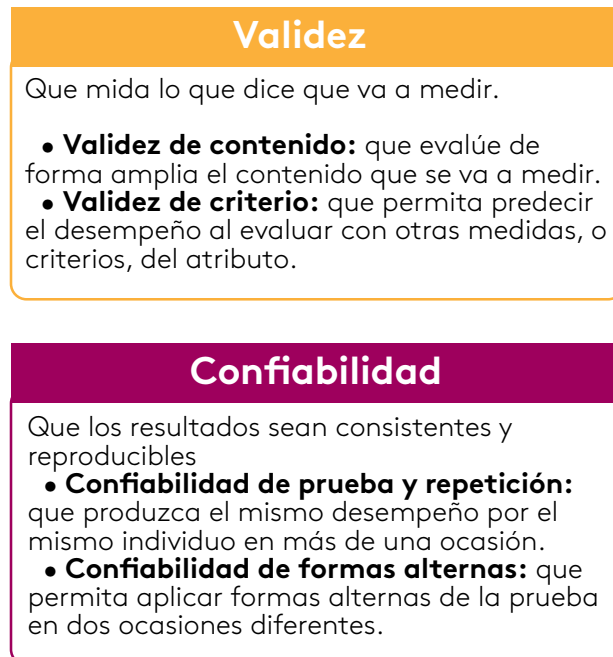 Validez
Que mida lo que dice que va a medir.
• Validez de contenido: que evalúe de
forma amplia el contenido que se va a medir.
• Validez de criterio: que permita predecir
el desempeño al evaluar con otras medidas, o
criterios, del atributo.
Confiabilidad
Que los resultados sean consistentes y
reproducibles
• Confiabilidad de prueba y repetición:
que produzca el mismo desempeño por el
mismo individuo en más de una ocasión.
• Confiabilidad de formas alternas: que
permita aplicar formas alternas de la prueba
en dos ocasiones diferentes.